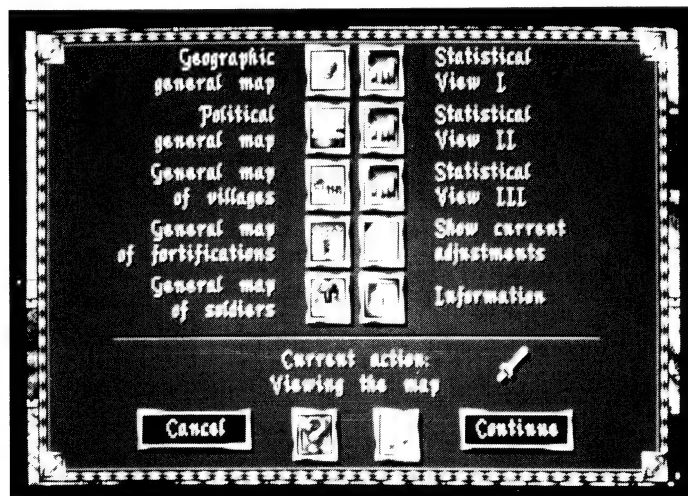 Geographic
general map
Statistical
View I
Political
general map
Statistical
View II
General map
of villages
Statistical
View III
General map
of fortifications
Show current
adjustments
General map
of soldiers
Information
Current action:
Viewing the map
Cancel
Continue